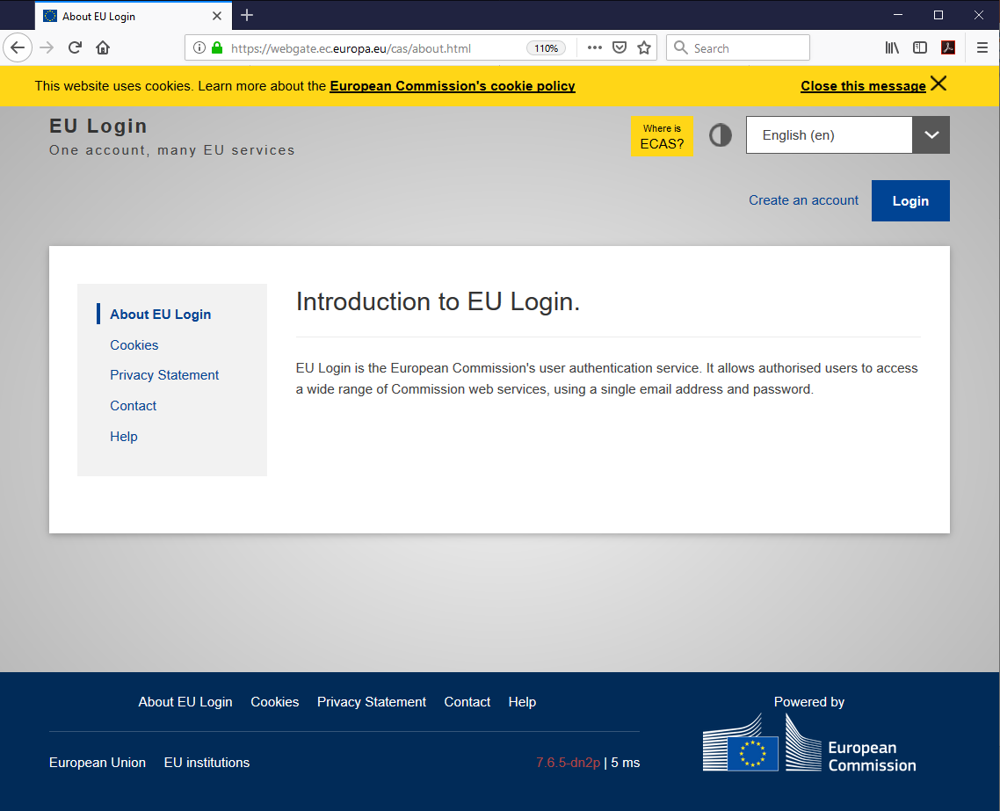 About EU Login
https://webgate.ec.europa.eu/cas/about.html
110%
Search
This website uses cookies. Learn more about the European Commission's cookie policy
Close this message
EU Login
One account, many EU services
Where is
ECAS?
English (en)
Create an account
Login
About EU Login
Cookies
Privacy Statement
Contact
Help
Introduction to EU Login.
EU Login is the European Commission's user authentication service. It allows authorised users to access
a wide range of Commission web services, using a single email address and password.
About EU Login Cookies Privacy Statement Contact Help
European Union EU institutions
7.6.5-dn2p | 5 ms
Powered by
European
Commission